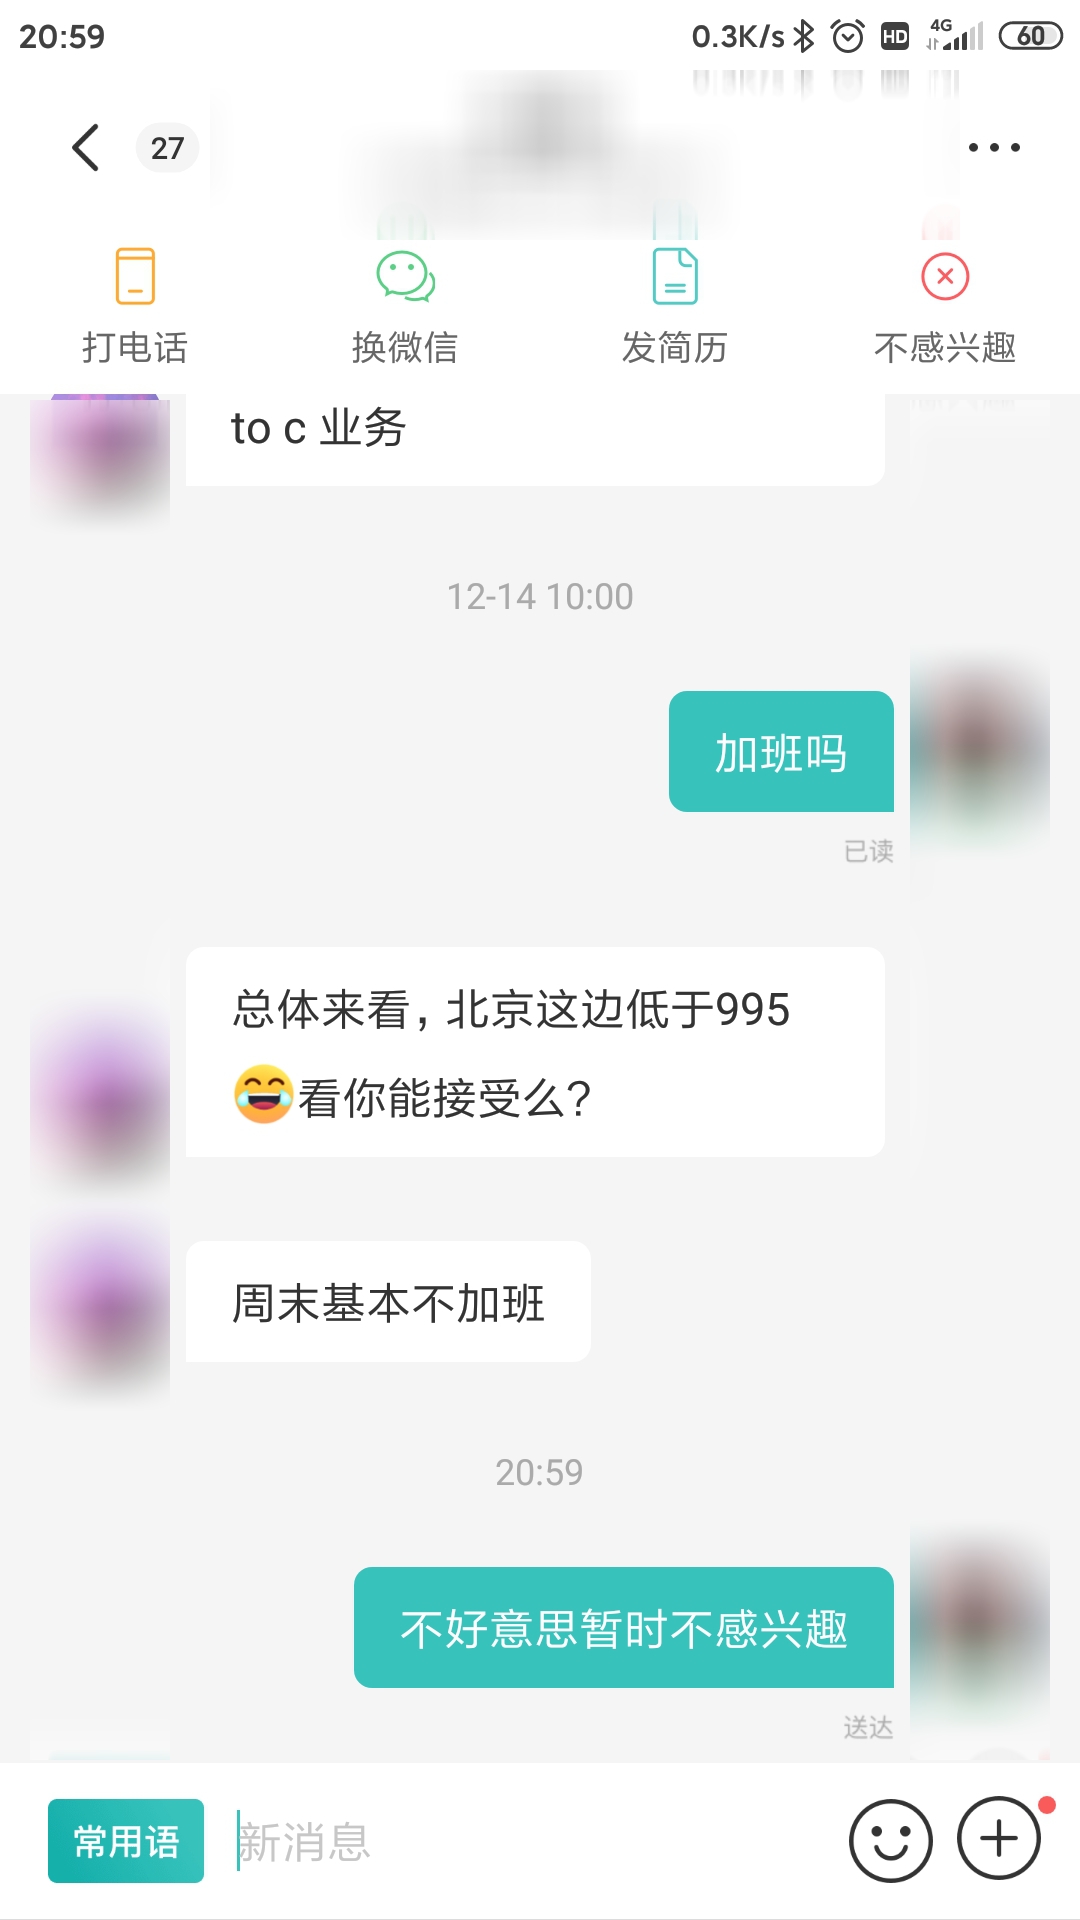 20:59 0.3K/s HD 4G 60
27
打电话 换微信 发简历 不感兴趣
to c 业务
12-14 10:00
加班吗
已读
总体来看，北京这边低于995
😂看你能接受么？
周末基本不加班
20:59
不好意思暂时不感兴趣
送达
常用语 新消息